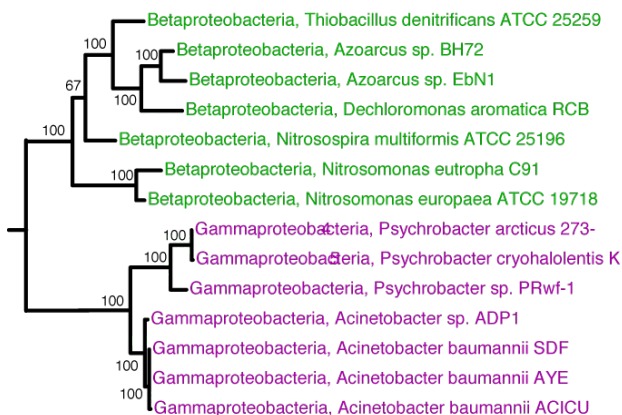 Betaproteobacteria, Thiobacillus denitrificans ATCC 25259
100
100
Betaproteobacteria, Azoarcus sp. BH72
67
Betaproteobacteria, Azoarcus sp. EbN1
100
Betaproteobacteria, Dechloromonas aromatica RCB
100
Betaproteobacteria, Nitrosospira multiformis ATCC 25196
Betaproteobacteria, Nitrosomonas eutropha C91
100
Betaproteobacteria, Nitrosomonas europaea ATCC 19718
Gammaproteobacteria, Psychrobacter arcticus 273-
4
100
Gammaproteobacteria, Psychrobacter cryohalolentis K
5
100
Gammaproteobacteria, Psychrobacter sp. PRwf-1
100
Gammaproteobacteria, Acinetobacter sp. ADP1
Gammaproteobacteria, Acinetobacter baumannii SDF
100
Gammaproteobacteria, Acinetobacter baumannii AYE
100
Gammaproteobacteria, Acinetobacter baumannii ACICU